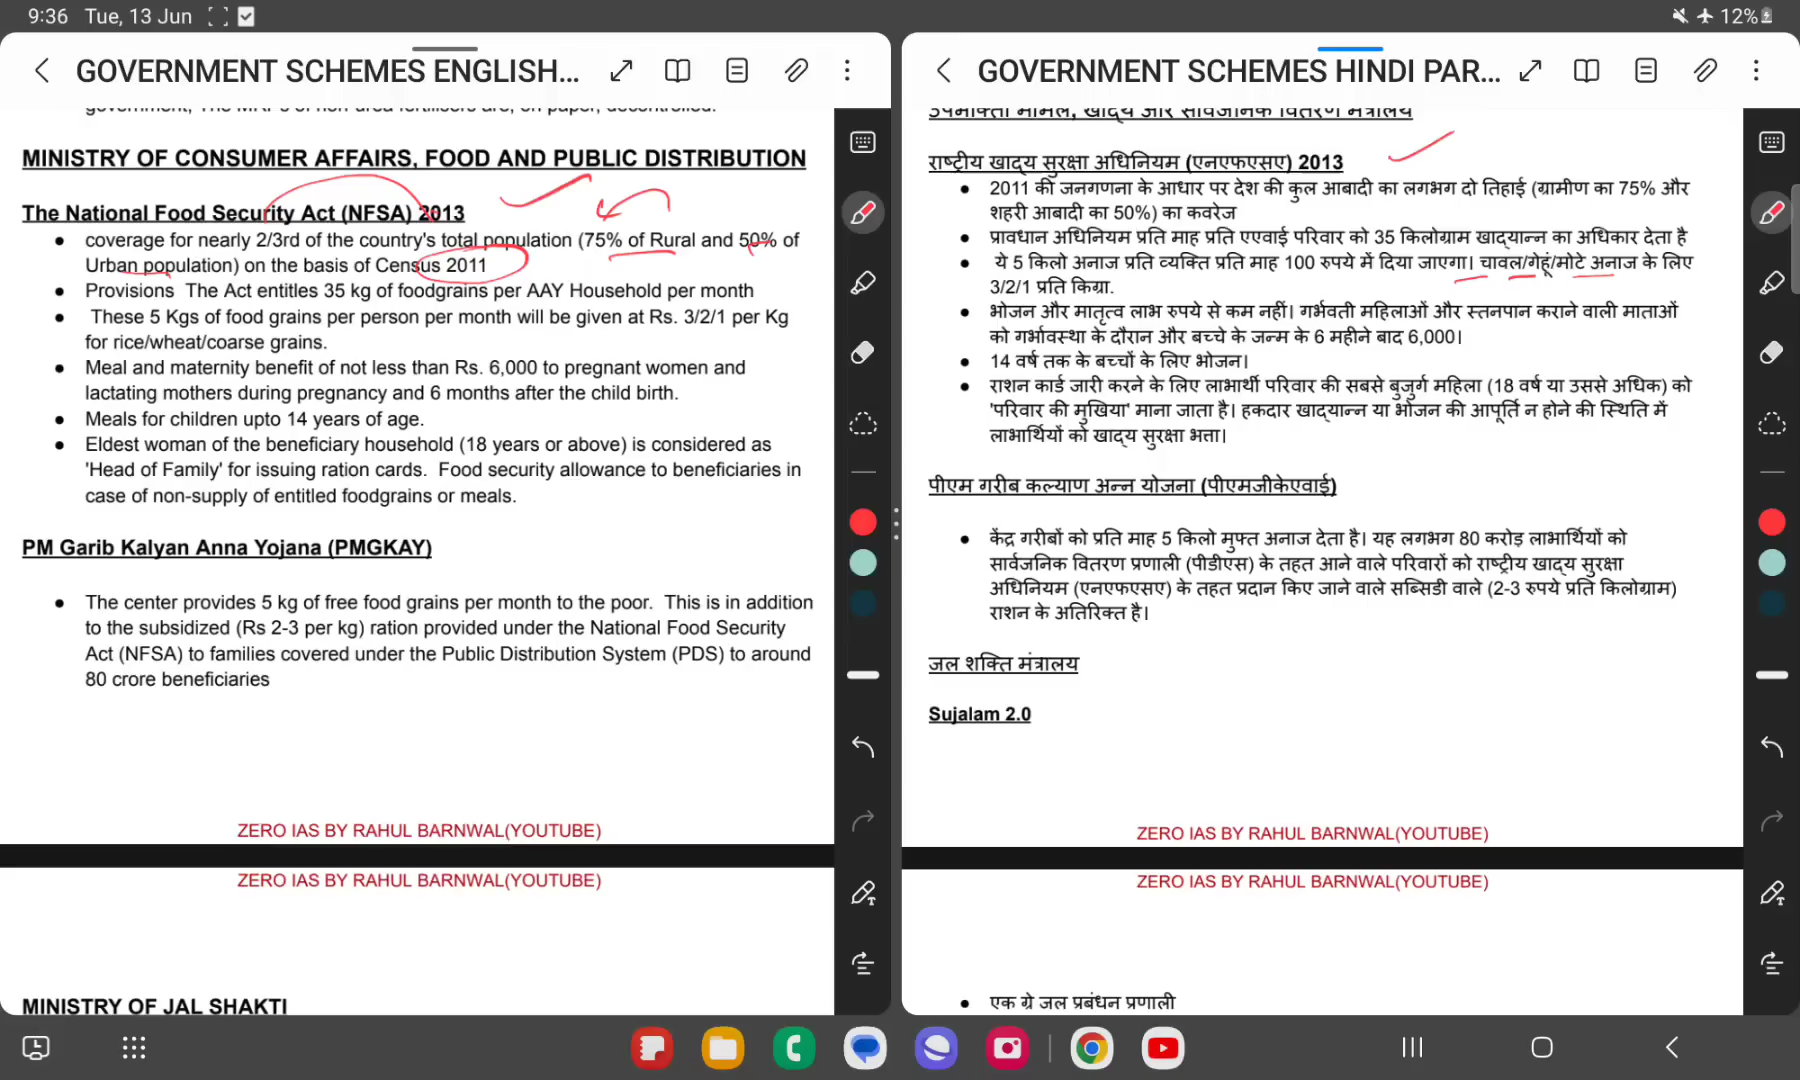 9:36 Tue, 13 Jun
12%
GOVERNMENT SCHEMES ENGLISH...
government, The MRPs of non-urea fertilisers are, on paper, decontrolled.
MINISTRY OF CONSUMER AFFAIRS, FOOD AND PUBLIC DISTRIBUTION
The National Food Security Act (NFSA) 2013
● coverage for nearly 2/3rd of the country's total population (75% of Rural and 50% of
Urban population) on the basis of Census 2011
● Provisions The Act entitles 35 kg of foodgrains per AAY Household per month
● These 5 Kgs of food grains per person per month will be given at Rs. 3/2/1 per Kg
for rice/wheat/coarse grains.
● Meal and maternity benefit of not less than Rs. 6,000 to pregnant women and
lactating mothers during pregnancy and 6 months after the child birth.
● Meals for children upto 14 years of age.
● Eldest woman of the beneficiary household (18 years or above) is considered as
'Head of Family' for issuing ration cards. Food security allowance to beneficiaries in
case of non-supply of entitled foodgrains or meals.
PM Garib Kalyan Anna Yojana (PMGKAY)
● The center provides 5 kg of free food grains per month to the poor. This is in addition
to the subsidized (Rs 2-3 per kg) ration provided under the National Food Security
Act (NFSA) to families covered under the Public Distribution System (PDS) to around
80 crore beneficiaries
ZERO IAS BY RAHUL BARNWAL(YOUTUBE)
ZERO IAS BY RAHUL BARNWAL(YOUTUBE)
MINISTRY OF JAL SHAKTI
GOVERNMENT SCHEMES HINDI PAR...
उपभोक्ता मामले, खाद्य और सार्वजनिक वितरण मंत्रालय
राष्ट्रीय खाद्य सुरक्षा अधिनियम (एनएफएसए) 2013
● 2011 की जनगणना के आधार पर देश की कुल आबादी का लगभग दो तिहाई (ग्रामीण का 75% और
शहरी आबादी का 50%) का कवरेज
● प्रावधान अधिनियम प्रति माह प्रति एएवाई परिवार को 35 किलोग्राम खाद्यान्न का अधिकार देता है
● ये 5 किलो अनाज प्रति व्यक्ति प्रति माह 100 रुपये में दिया जाएगा। चावल/गेहूं/मोटे अनाज के लिए
3/2/1 प्रति किग्रा.
● भोजन और मातृत्व लाभ रुपये से कम नहीं। गर्भवती महिलाओं और स्तनपान कराने वाली माताओं
को गर्भावस्था के दौरान और बच्चे के जन्म के 6 महीने बाद 6,000।
● 14 वर्ष तक के बच्चों के लिए भोजन।
● राशन कार्ड जारी करने के लिए लाभार्थी परिवार की सबसे बुजुर्ग महिला (18 वर्ष या उससे अधिक) को
'परिवार की मुखिया' माना जाता है। हकदार खाद्यान्न या भोजन की आपूर्ति न होने की स्थिति में
लाभार्थियों को खाद्य सुरक्षा भत्ता।
पीएम गरीब कल्याण अन्न योजना (पीएमजीकेएवाई)
● केंद्र गरीबों को प्रति माह 5 किलो मुफ्त अनाज देता है। यह लगभग 80 करोड़ लाभार्थियों को
सार्वजनिक वितरण प्रणाली (पीडीएस) के तहत आने वाले परिवारों को राष्ट्रीय खाद्य सुरक्षा
अधिनियम (एनएफएसए) के तहत प्रदान किए जाने वाले सब्सिडी वाले (2-3 रुपये प्रति किलोग्राम)
राशन के अतिरिक्त है।
जल शक्ति मंत्रालय
Sujalam 2.0
ZERO IAS BY RAHUL BARNWAL(YOUTUBE)
ZERO IAS BY RAHUL BARNWAL(YOUTUBE)
● एक ग्रे जल प्रबंधन प्रणाली